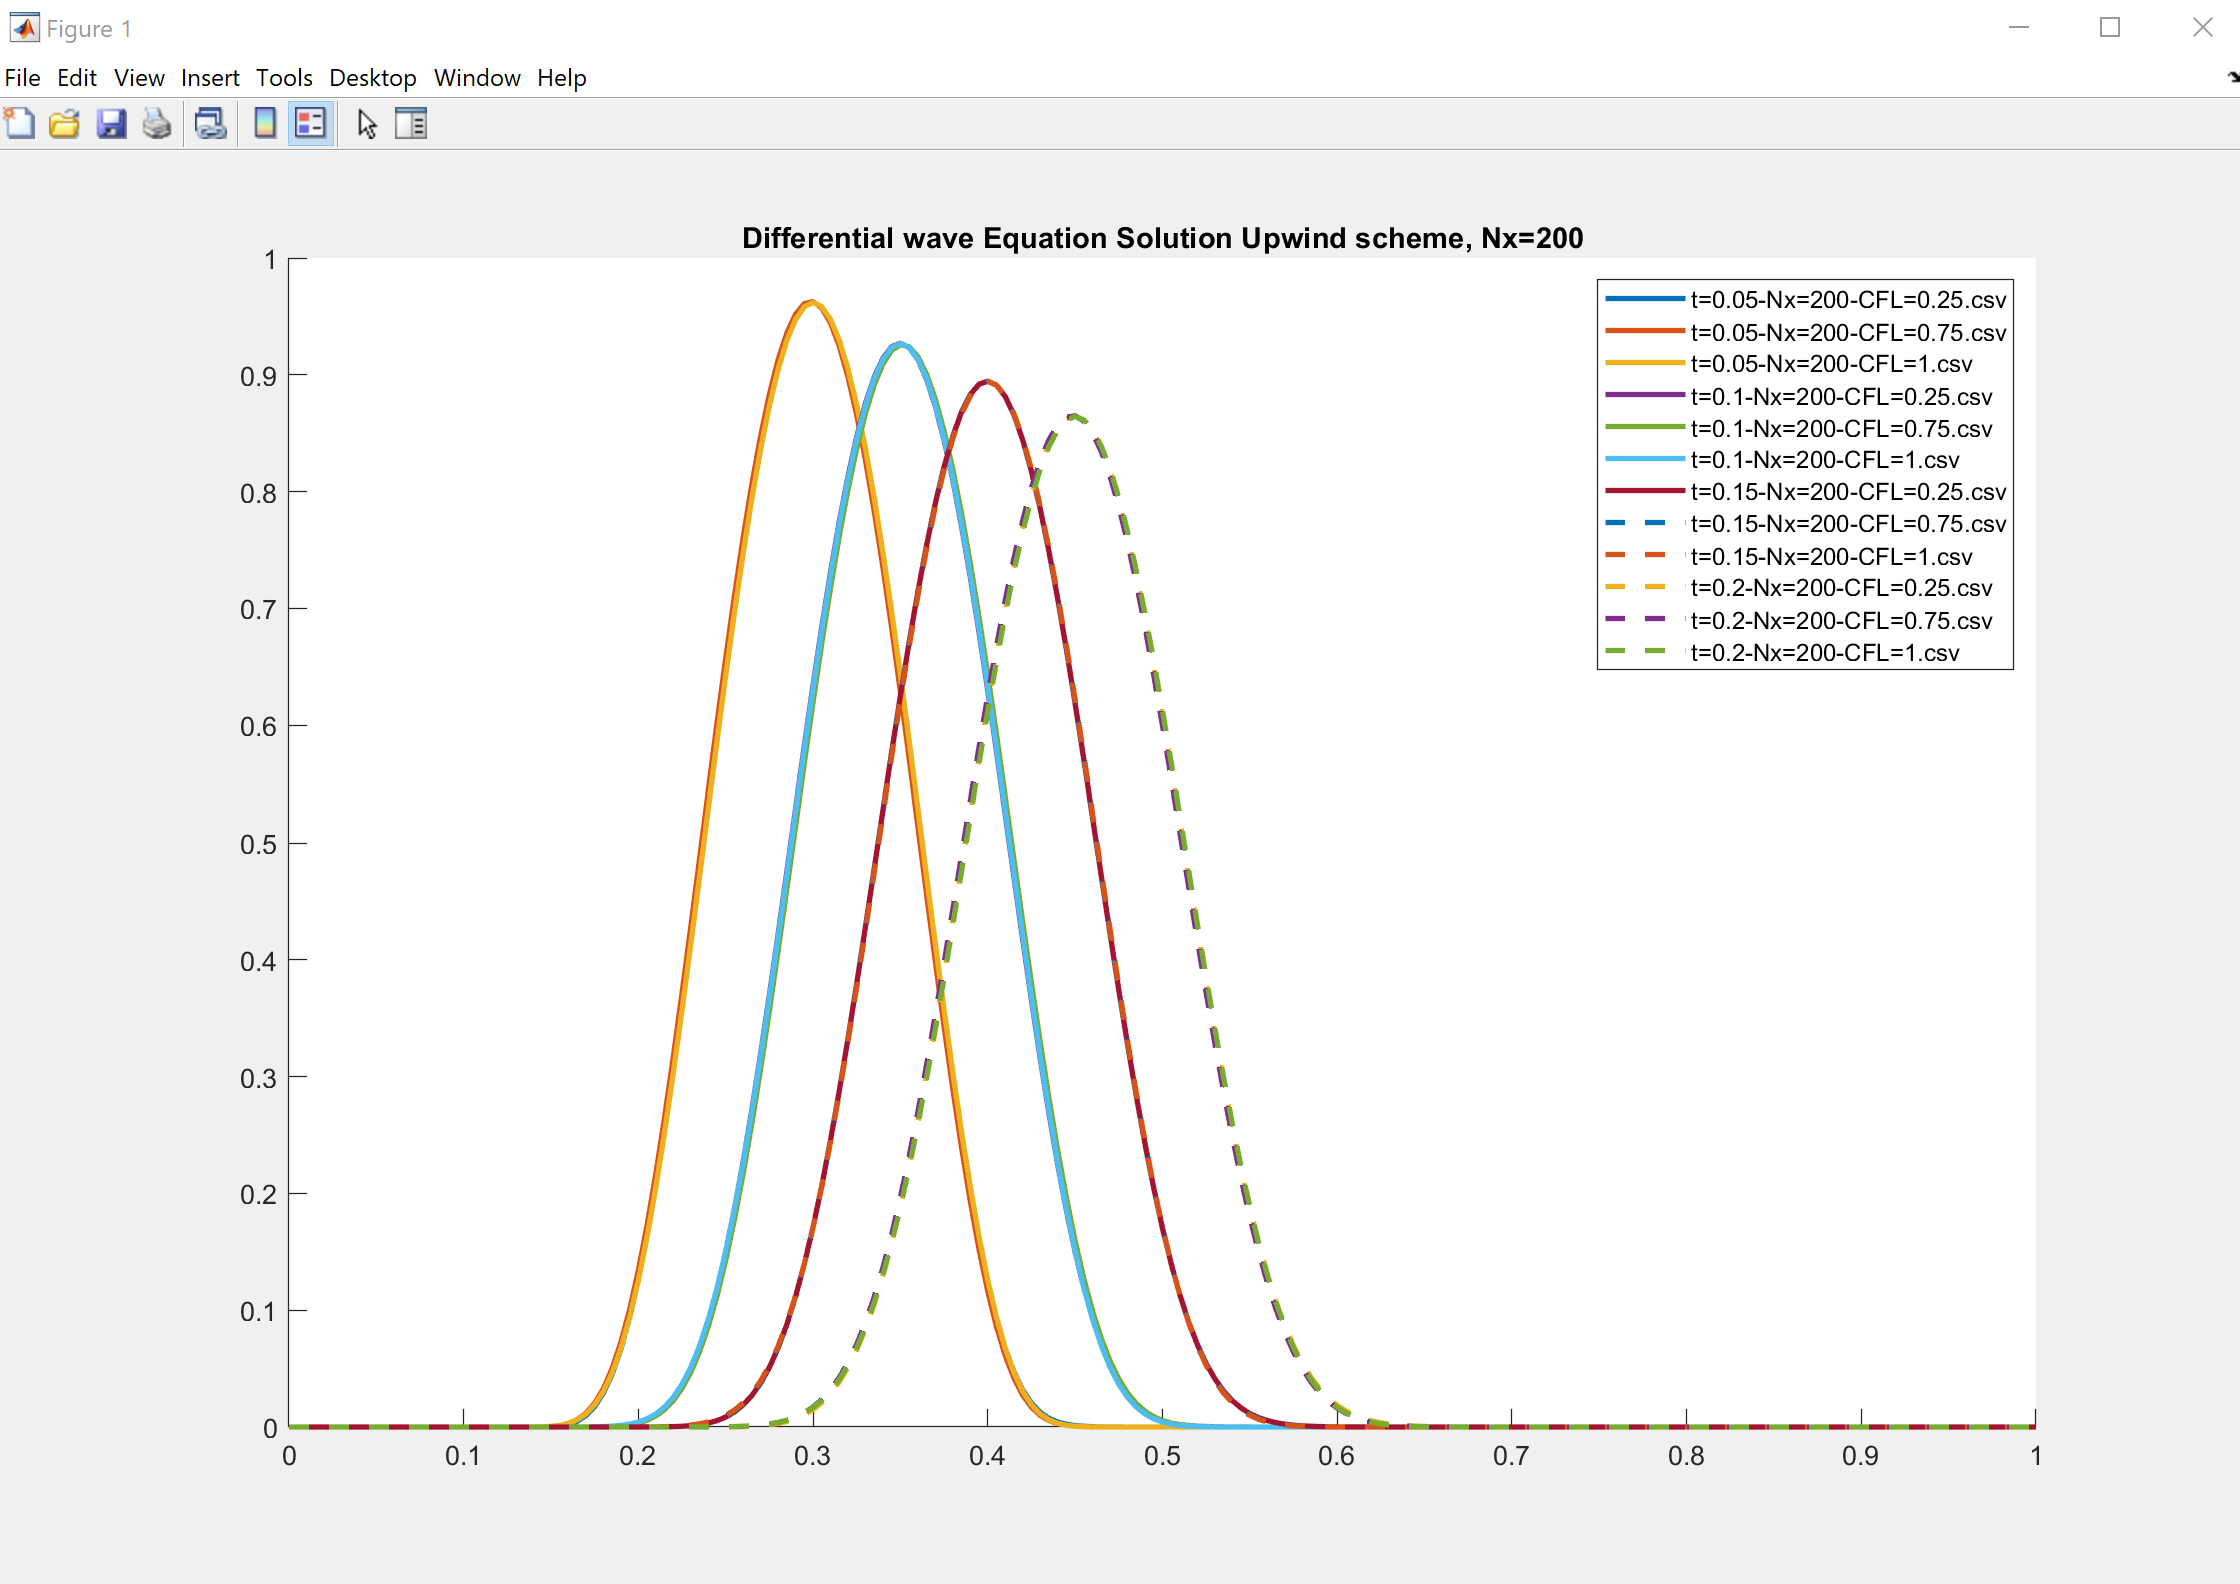 Figure 1
File Edit View Insert Tools Desktop Window Help
Differential wave Equation Solution Upwind scheme, Nx=200
1
0.9
0.8
0.7
0.6
0.5
0.4
0.3
0.2
0.1
0
t=0.05-Nx=200-CFL=0.25.csv
t=0.05-Nx=200-CFL=0.75.csv
t=0.05-Nx=200-CFL=1.csv
t=0.1-Nx=200-CFL=0.25.csv
t=0.1-Nx=200-CFL=0.75.csv
t=0.1-Nx=200-CFL=1.csv
t=0.15-Nx=200-CFL=0.25.csv
t=0.15-Nx=200-CFL=0.75.csv
t=0.15-Nx=200-CFL=1.csv
t=0.2-Nx=200-CFL=0.25.csv
t=0.2-Nx=200-CFL=0.75.csv
t=0.2-Nx=200-CFL=1.csv
0 0.1 0.2 0.3 0.4 0.5 0.6 0.7 0.8 0.9 1